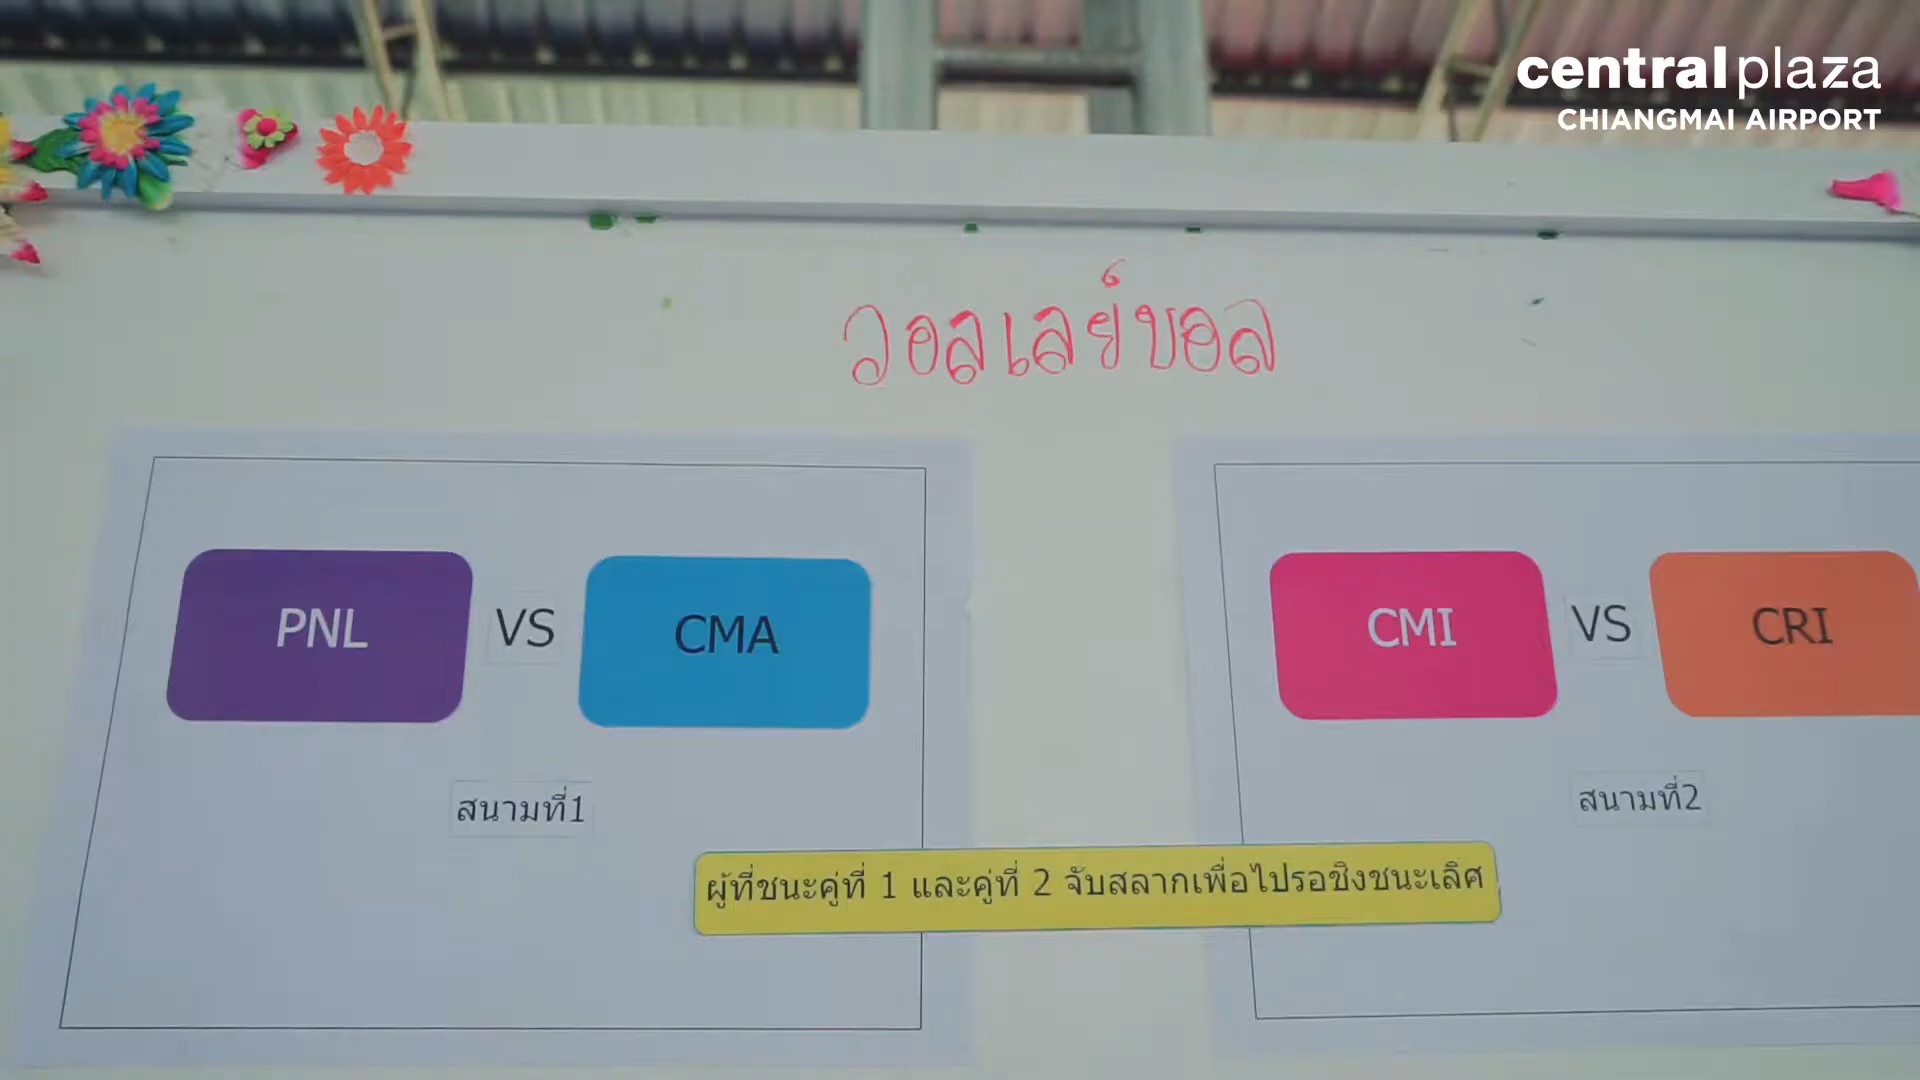 central plaza
CHIANGMAI AIRPORT
วอลเลย์บอล
PNL VS CMA
สนามที่1
CMI VS CRI
สนามที่2
ผู้ที่ชนะคู่ที่ 1 และคู่ที่ 2 จับสลากเพื่อไปรอชิงชนะเลิศ